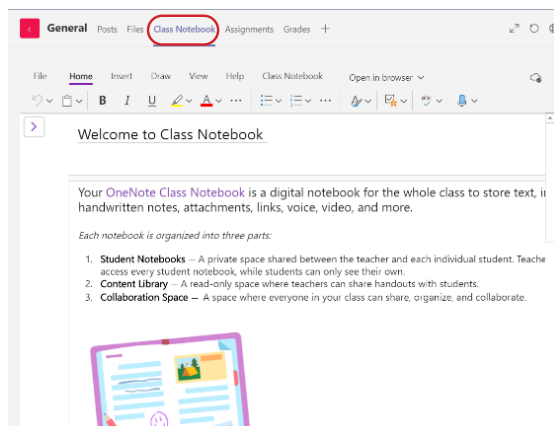 General Posts Files Class Notebook Assignments Grades
File Home Insert Draw View Help Class Notebook Open in browser
B I U A
Welcome to Class Notebook
Your OneNote Class Notebook is a digital notebook for the whole class to store text,
handwritten notes, attachments, links, voice, video, and more.
Each notebook is organized into three parts:
1. Student Notebooks — A private space shared between the teacher and each individual student. Teache
access every student notebook, while students can only see their own.
2. Content Library — A read-only space where teachers can share handouts with students.
3. Collaboration Space — A space where everyone in your class can share, organize, and collaborate.